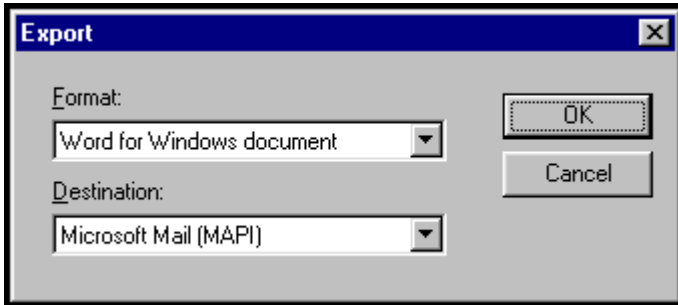 Export
Format:
Word for Windows document
OK
Cancel
Destination:
Microsoft Mail (MAPI)